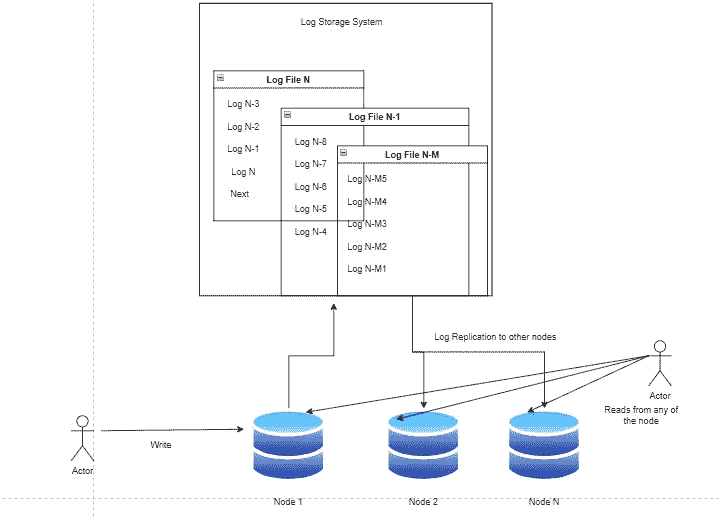 Log Storage System
Log File N
Log N-3
Log N-2
Log N-1
Log N
Next
Log File N-1
Log N-8
Log N-7
Log N-6
Log N-5
Log N-4
Log File N-M
Log N-M5
Log N-M4
Log N-M3
Log N-M2
Log N-M1
Log Replication to other nodes
Actor
Reads from any of
the node
Write
Actor
Node 1
Node 2
Node N